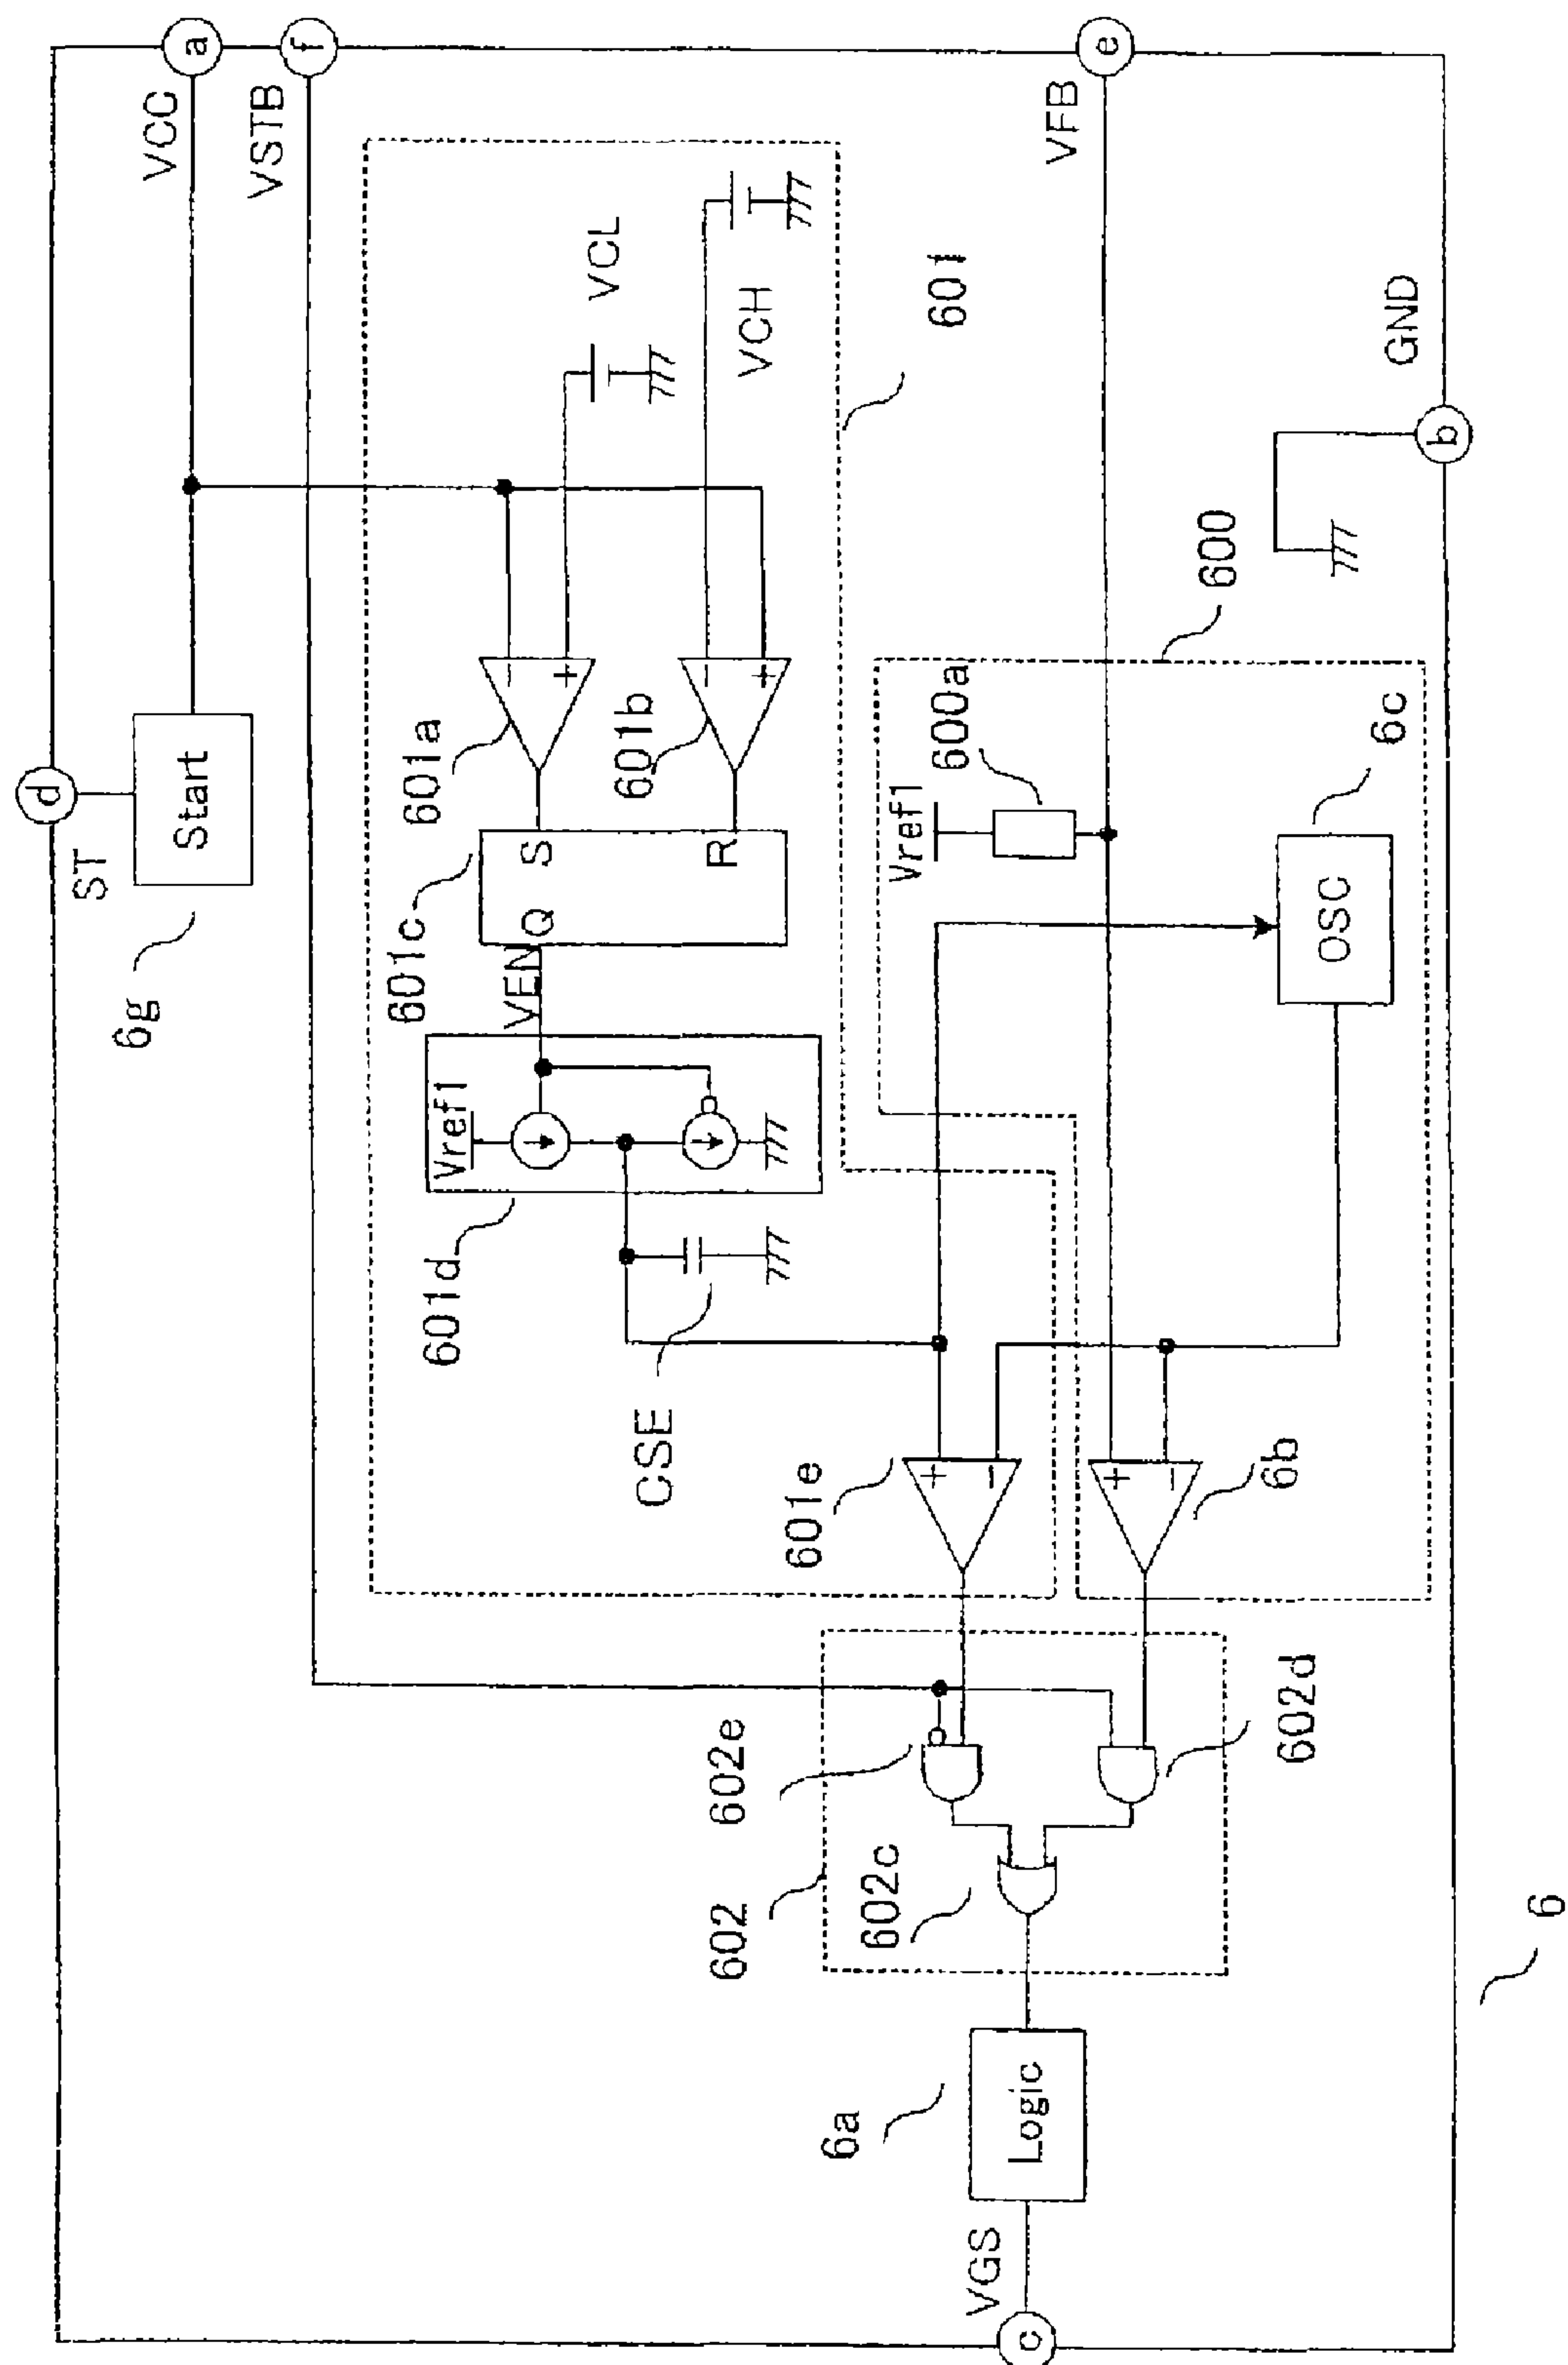 d
ST
Start
6g
VCC
a
VSTB
f
VCL
VCH
601
601a
601b
601c
S
R
Q
VEN
Vref1
601d
CSE
601e
+
−
+
−
+
−
VFB
e
600
600a
Vref1
6c
OSC
6b
+
−
GND
b
602
602e
602d
602c
6a
Logic
VGS
c
6